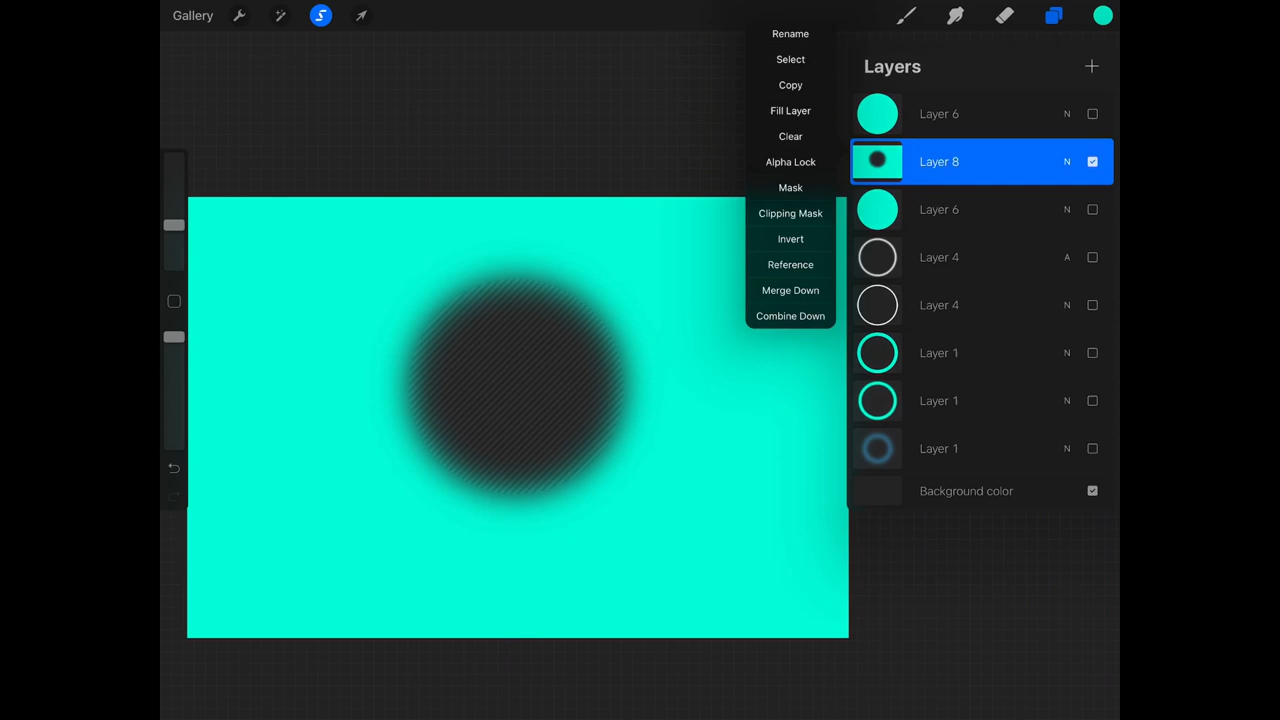 Gallery
Rename
Select
Copy
Fill Layer
Clear
Alpha Lock
Mask
Clipping Mask
Invert
Reference
Merge Down
Combine Down
Layers
Layer 6 N
Layer 8 N
Layer 6 N
Layer 4 A
Layer 4 N
Layer 1 N
Layer 1 N
Layer 1 N
Background color